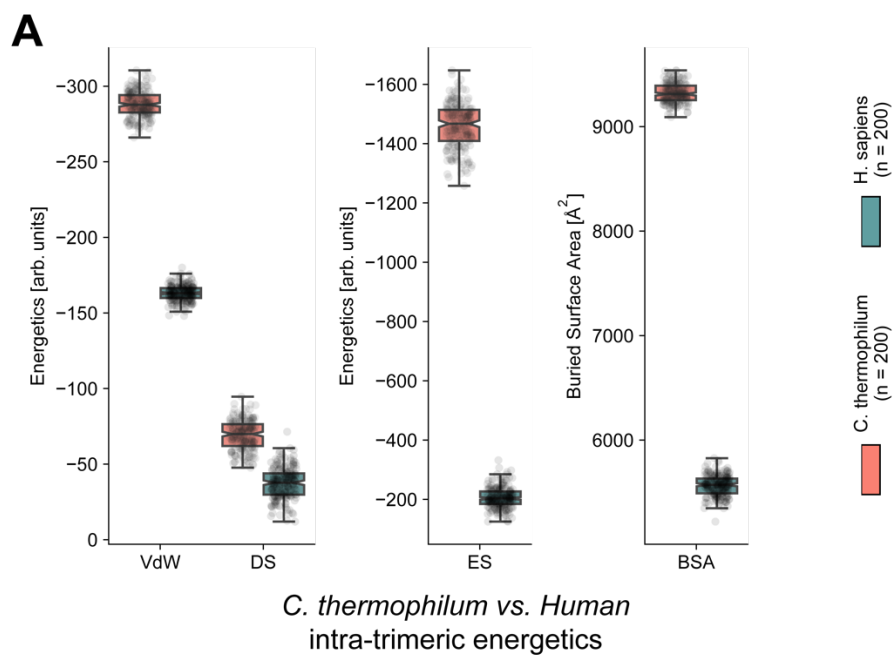 A
Energetics [arb. units]
−300
−250
−200
−150
−100
−50
0
VdW
DS
Energetics [arb. units]
−1600
−1400
−1200
−1000
−800
−600
−400
−200
ES
Buried Surface Area [Å²]
9000
8000
7000
6000
BSA
H. sapiens
(n = 200)
C. thermophilum
(n = 200)
C. thermophilum vs. Human
intra-trimeric energetics